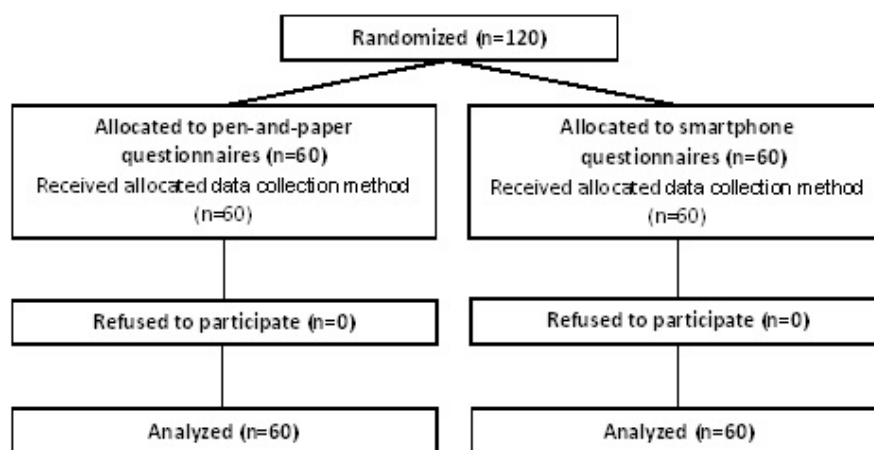 Randomized (n=120)
Allocated to pen-and-paper
questionnaires (n=60)
Received allocated data collection method
(n=60)
Allocated to smartphone
questionnaires (n=60)
Received allocated data collection method
(n=60)
Refused to participate (n=0)
Refused to participate (n=0)
Analyzed (n=60)
Analyzed (n=60)